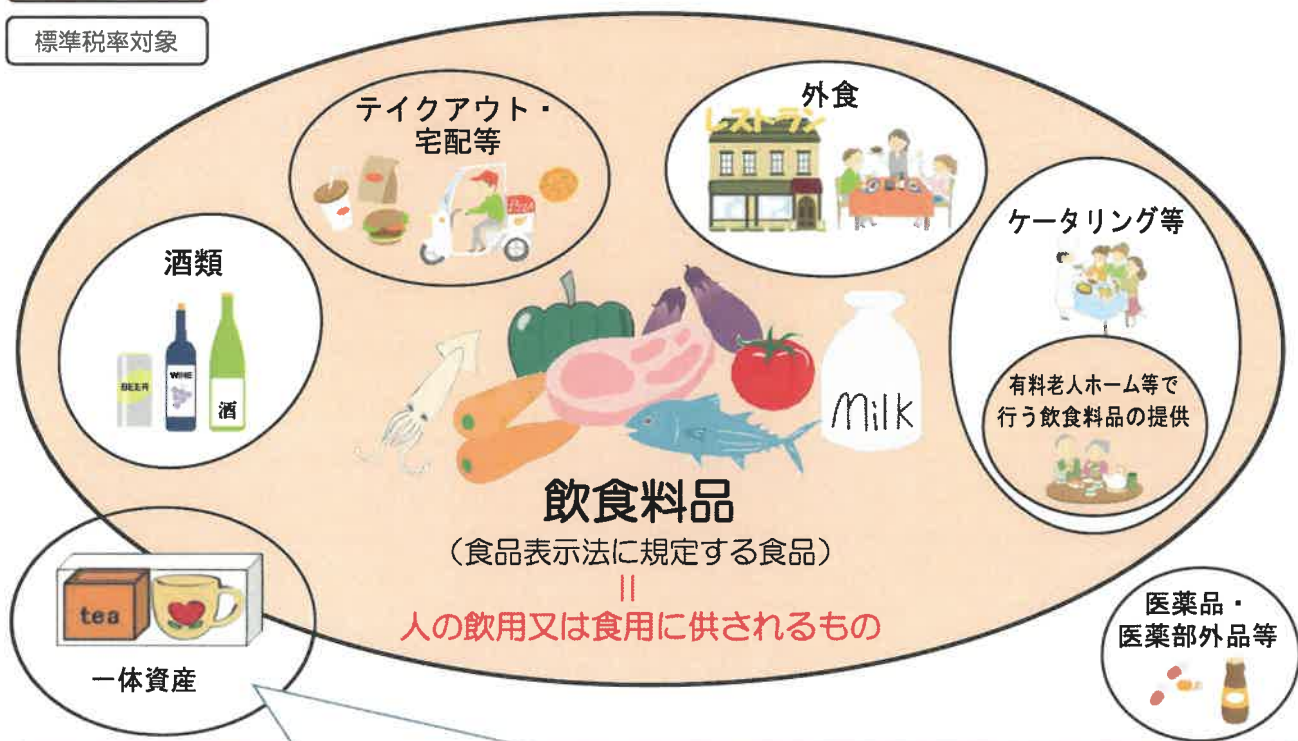 標準税率対象
テイクアウト・
宅配等
Pizza
外食
レストラン
ケータリング等
有料老人ホーム等で
行う飲食料品の提供
酒類
BEER
WINE
酒
Milk
飲食料品
（食品表示法に規定する食品）
＝
人の飲用又は食用に供されるもの
tea
一体資産
医薬品・
医薬部外品等